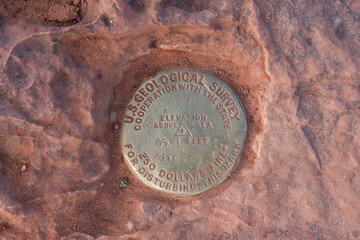 U.S. GEOLOGICAL SURVEY
COOPERATION WITH THE STATE
ELEVATION
ABOVE SEA
FEET
250 DOLLARS FINE
FOR DISTURBING THIS MARK